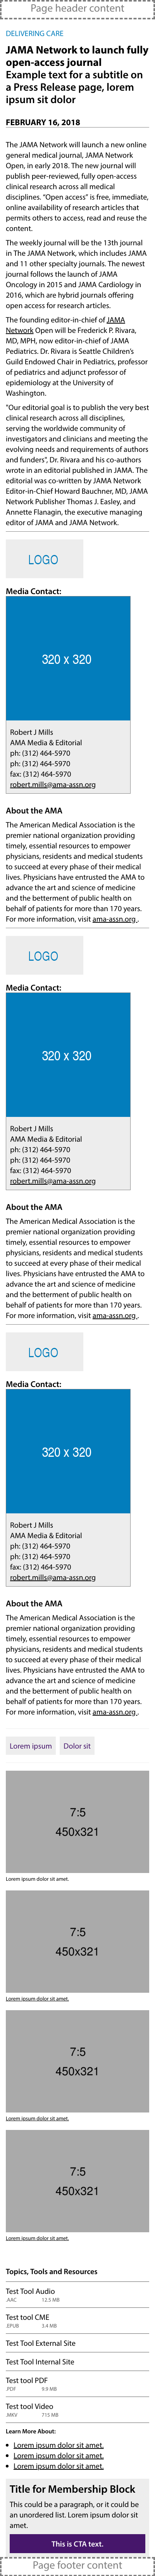 Page header content
DELIVERING CARE
JAMA Network to launch fully
open-access journal
Example text for a subtitle on
a Press Release page, lorem
ipsum sit dolor
FEBRUARY 16, 2018
The JAMA Network will launch a new online
general medical journal, JAMA Network
Open, in early 2018. The new journal will
publish peer-reviewed, fully open-access
clinical research across all medical
disciplines. "Open access" is free, immediate,
online availability of research articles that
permits others to access, read and reuse the
content.
The weekly journal will be the 13th journal
in The JAMA Network, which includes JAMA
and 11 other specialty journals. The newest
journal follows the launch of JAMA
Oncology in 2015 and JAMA Cardiology in
2016, which are hybrid journals offering
open access for research articles.
The founding editor-in-chief of JAMA
Network Open will be Frederick P. Rivara,
MD, MPH, now editor-in-chief of JAMA
Pediatrics. Dr. Rivara is Seattle Children's
Guild Endowed Chair in Pediatrics, professor
of pediatrics and adjunct professor of
epidemiology at the University of
Washington.
"Our editorial goal is to publish the very best
clinical research across all disciplines,
serving the worldwide community of
investigators and clinicians and meeting the
evolving needs and requirements of authors
and funders", Dr. Rivara and his co-authors
wrote in an editorial published in JAMA. The
editorial was co-written by JAMA Network
Editor-in-Chief Howard Bauchner, MD, JAMA
Network Publisher Thomas J. Easley, and
Annette Flanagin, the executive managing
editor of JAMA and JAMA Network.
LOGO
Media Contact:
320 x 320
Robert J Mills
AMA Media & Editorial
ph: (312) 464-5970
ph: (312) 464-5970
fax: (312) 464-5970
robert.mills@ama-assn.org
About the AMA
The American Medical Association is the
premier national organization providing
timely, essential resources to empower
physicians, residents and medical students
to succeed at every phase of their medical
lives. Physicians have entrusted the AMA to
advance the art and science of medicine
and the betterment of public health on
behalf of patients for more than 170 years.
For more information, visit ama-assn.org .
LOGO
Media Contact:
320 x 320
Robert J Mills
AMA Media & Editorial
ph: (312) 464-5970
ph: (312) 464-5970
fax: (312) 464-5970
robert.mills@ama-assn.org
About the AMA
The American Medical Association is the
premier national organization providing
timely, essential resources to empower
physicians, residents and medical students
to succeed at every phase of their medical
lives. Physicians have entrusted the AMA to
advance the art and science of medicine
and the betterment of public health on
behalf of patients for more than 170 years.
For more information, visit ama-assn.org .
LOGO
Media Contact:
320 x 320
Robert J Mills
AMA Media & Editorial
ph: (312) 464-5970
ph: (312) 464-5970
fax: (312) 464-5970
robert.mills@ama-assn.org
About the AMA
The American Medical Association is the
premier national organization providing
timely, essential resources to empower
physicians, residents and medical students
to succeed at every phase of their medical
lives. Physicians have entrusted the AMA to
advance the art and science of medicine
and the betterment of public health on
behalf of patients for more than 170 years.
For more information, visit ama-assn.org .
Lorem ipsum Dolor sit
7:5
450x321
Lorem ipsum dolor sit amet.
7:5
450x321
Lorem ipsum dolor sit amet.
7:5
450x321
Lorem ipsum dolor sit amet.
7:5
450x321
Lorem ipsum dolor sit amet.
Topics, Tools and Resources
Test Tool Audio
.AAC 12.5 MB
Test tool CME
.EPUB 3.4 MB
Test Tool External Site
Test Tool Internal Site
Test tool PDF
.PDF 9.9 MB
Test tool Video
.MKV 715 MB
Learn More About:
Lorem ipsum dolor sit amet.
Lorem ipsum dolor sit amet.
Lorem ipsum dolor sit amet.
Title for Membership Block
This could be a paragraph, or it could be
an unordered list. Lorem ipsum dolor sit
amet.
This is CTA text.
Page footer content